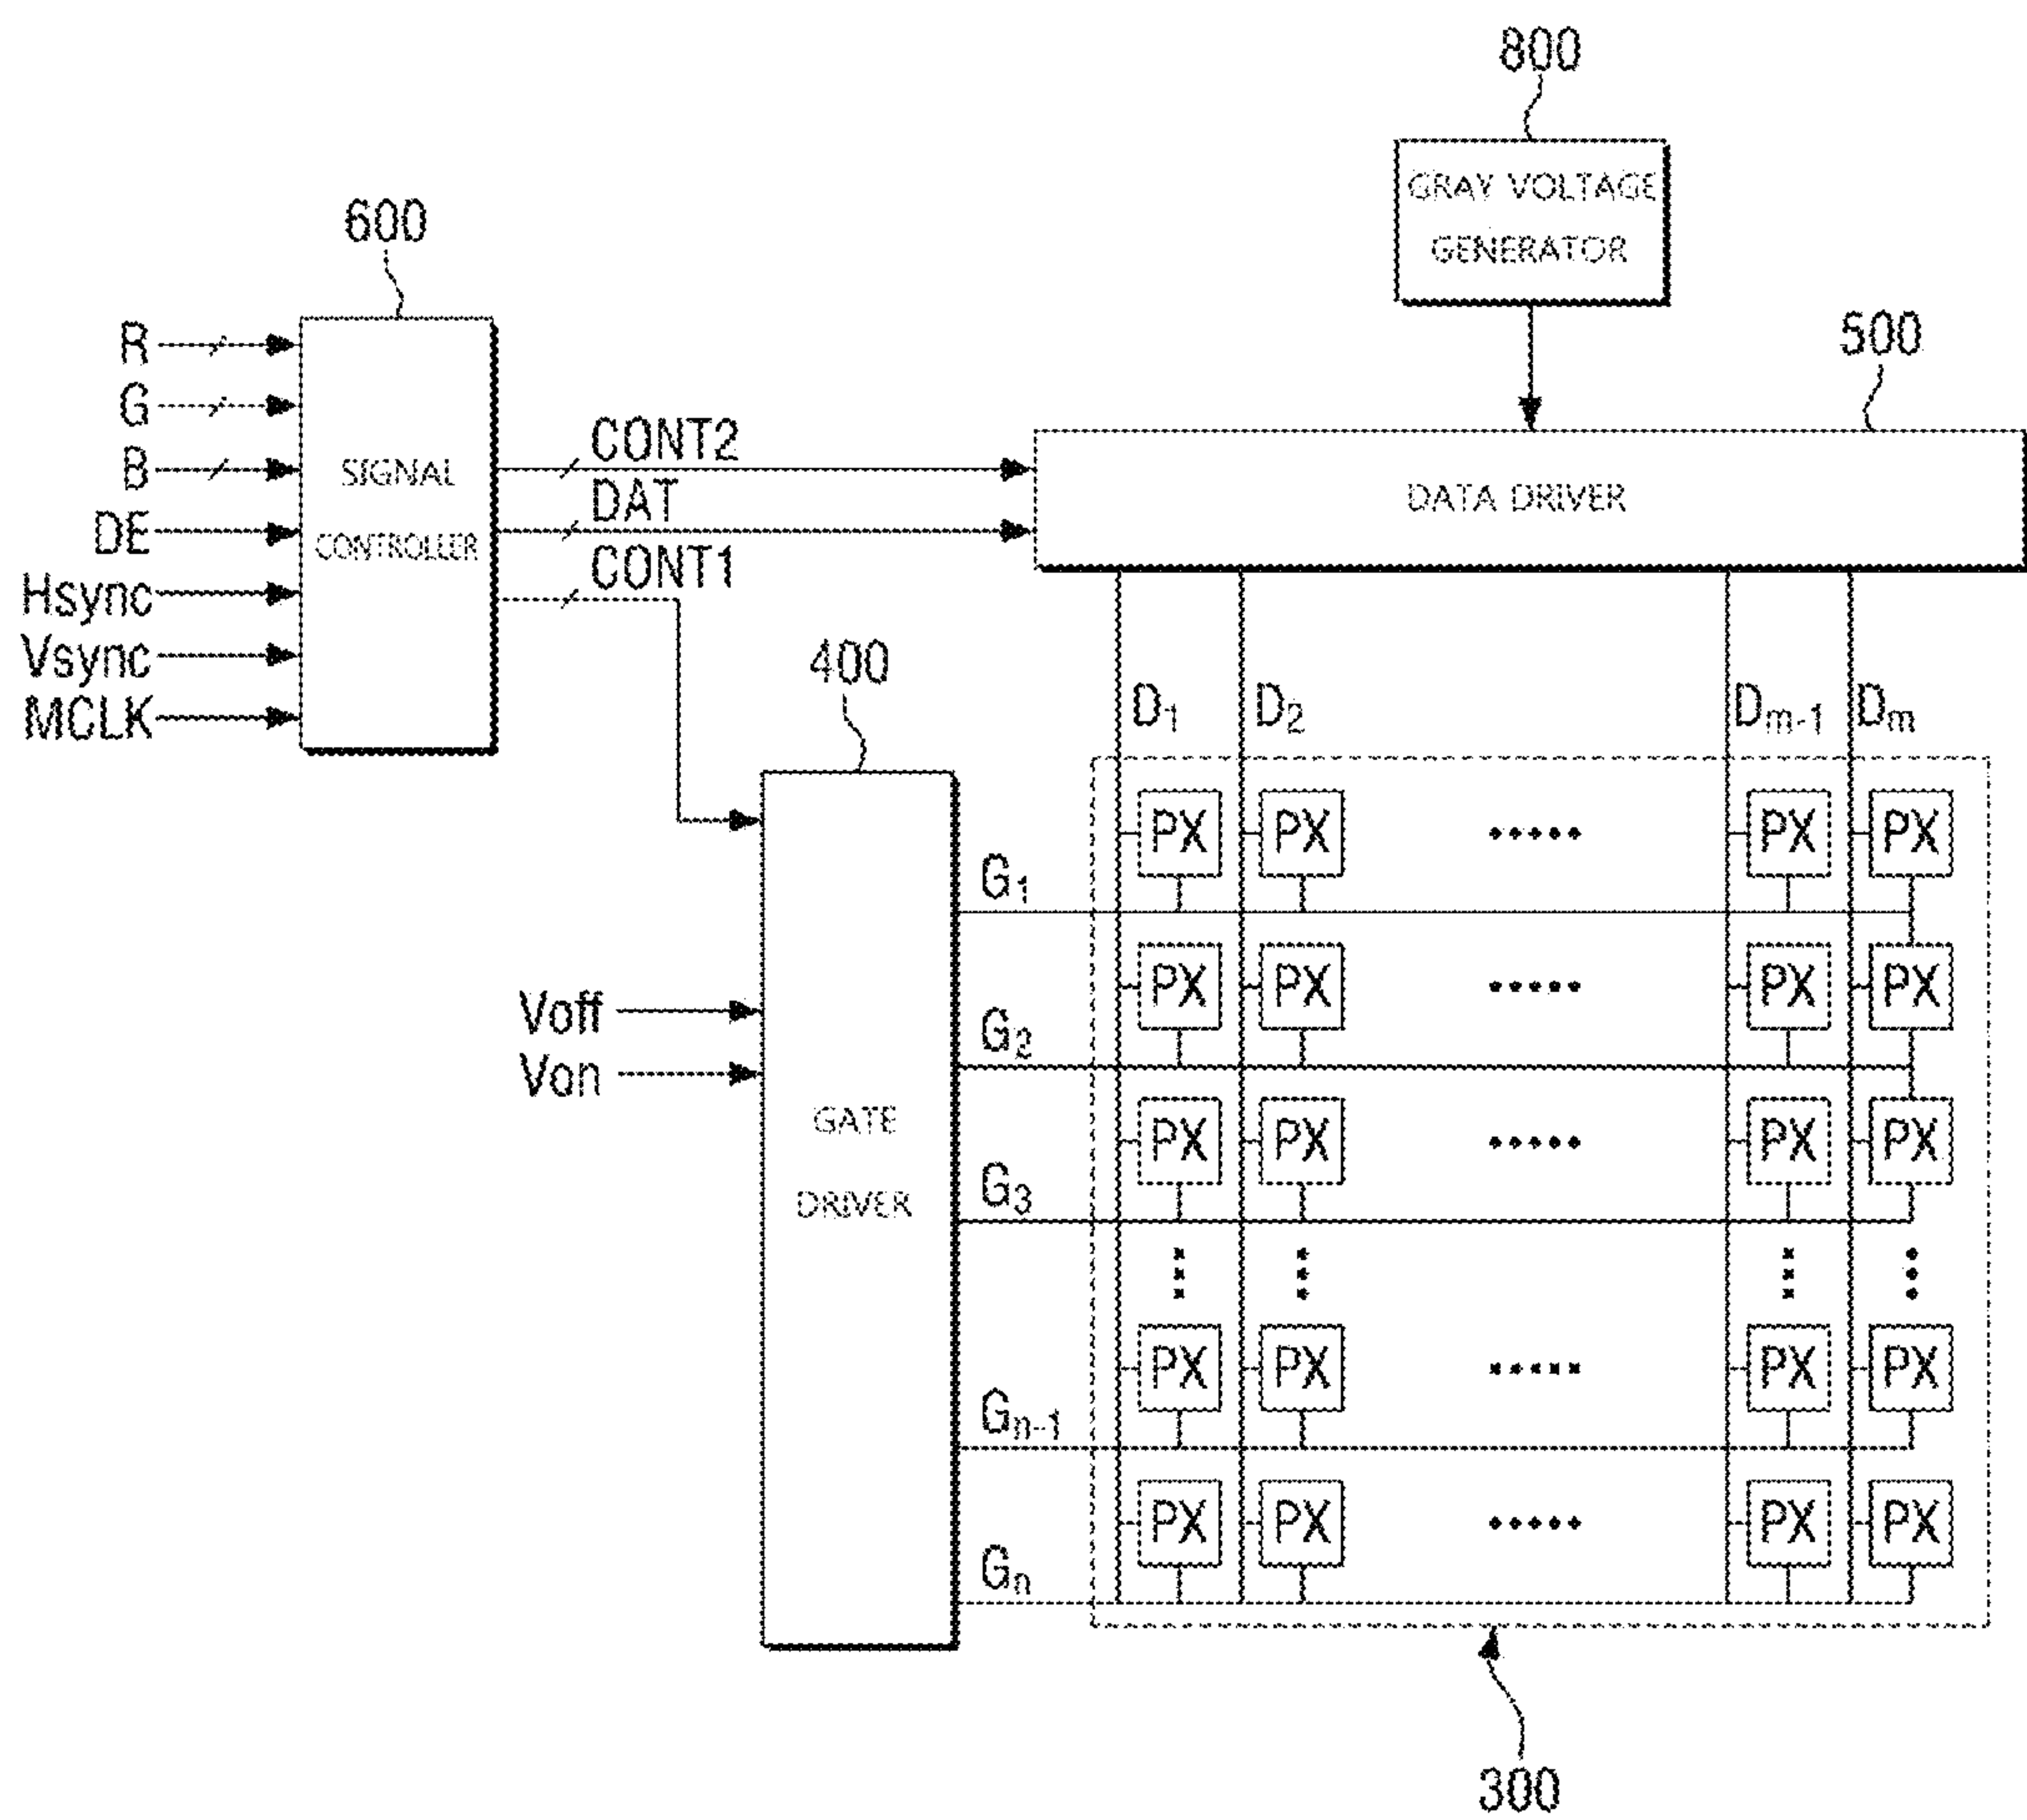 800
GRAY VOLTAGE
GENERATOR
600
500
R
G
B
DE
Hsync
Vsync
MCLK
SIGNAL
CONTROLLER
CONT2
DAT
CONT1
DATA DRIVER
400
D1 D2 Dm-1 Dm
PX PX PX PX
G1
PX PX PX PX
G2
Voff
Von
GATE
DRIVER
PX PX PX PX
G3
PX PX PX PX
Gn-1
PX PX PX PX
Gn
300